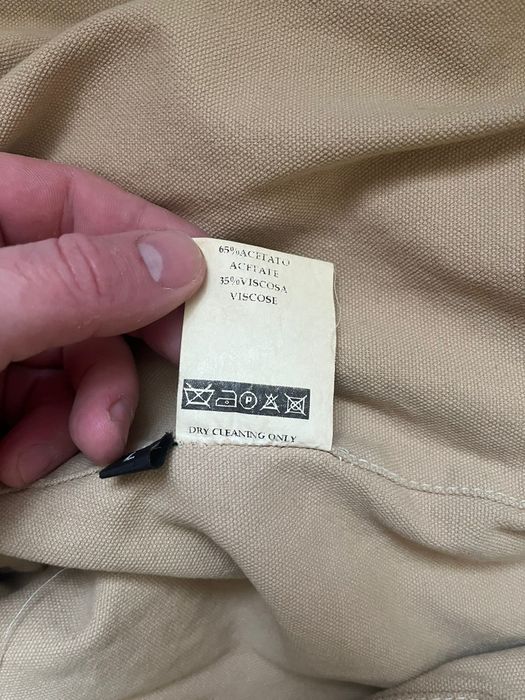 65%ACETATO
ACETATE
35%VISCOSA
VISCOSE
P
DRY CLEANING ONLY